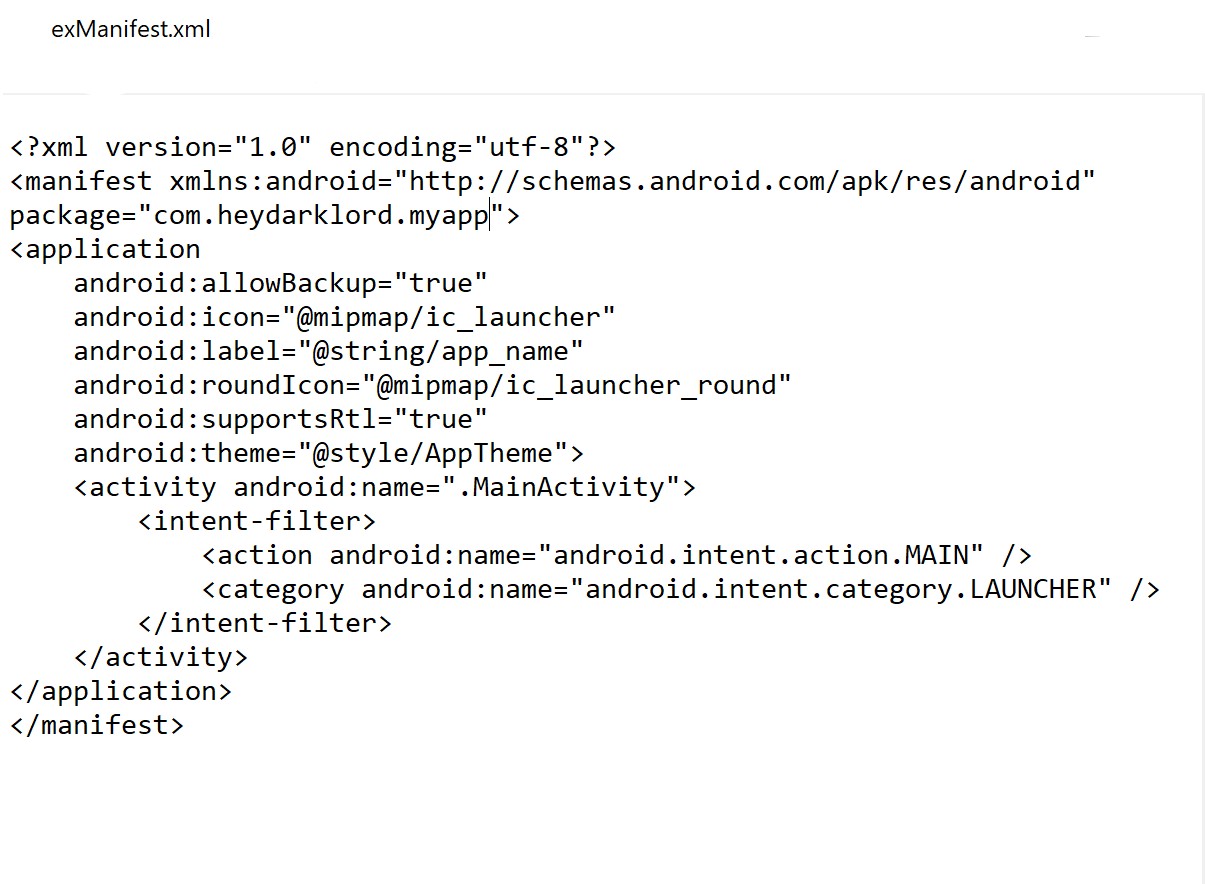 exManifest.xml
<?xml version="1.0" encoding="utf-8"?>
<manifest xmlns:android="http://schemas.android.com/apk/res/android"
package="com.heydarklord.myapp">
<application
    android:allowBackup="true"
    android:icon="@mipmap/ic_launcher"
    android:label="@string/app_name"
    android:roundIcon="@mipmap/ic_launcher_round"
    android:supportsRtl="true"
    android:theme="@style/AppTheme">
    <activity android:name=".MainActivity">
        <intent-filter>
            <action android:name="android.intent.action.MAIN" />
            <category android:name="android.intent.category.LAUNCHER" />
        </intent-filter>
    </activity>
</application>
</manifest>